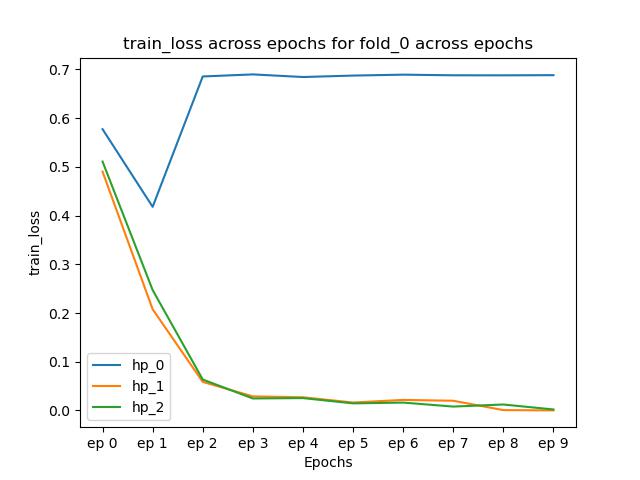 train_loss across epochs for fold_0 across epochs
train_loss
0.7
0.6
0.5
0.4
0.3
0.2
0.1
0.0
hp_0
hp_1
hp_2
ep 0 ep 1 ep 2 ep 3 ep 4 ep 5 ep 6 ep 7 ep 8 ep 9
Epochs